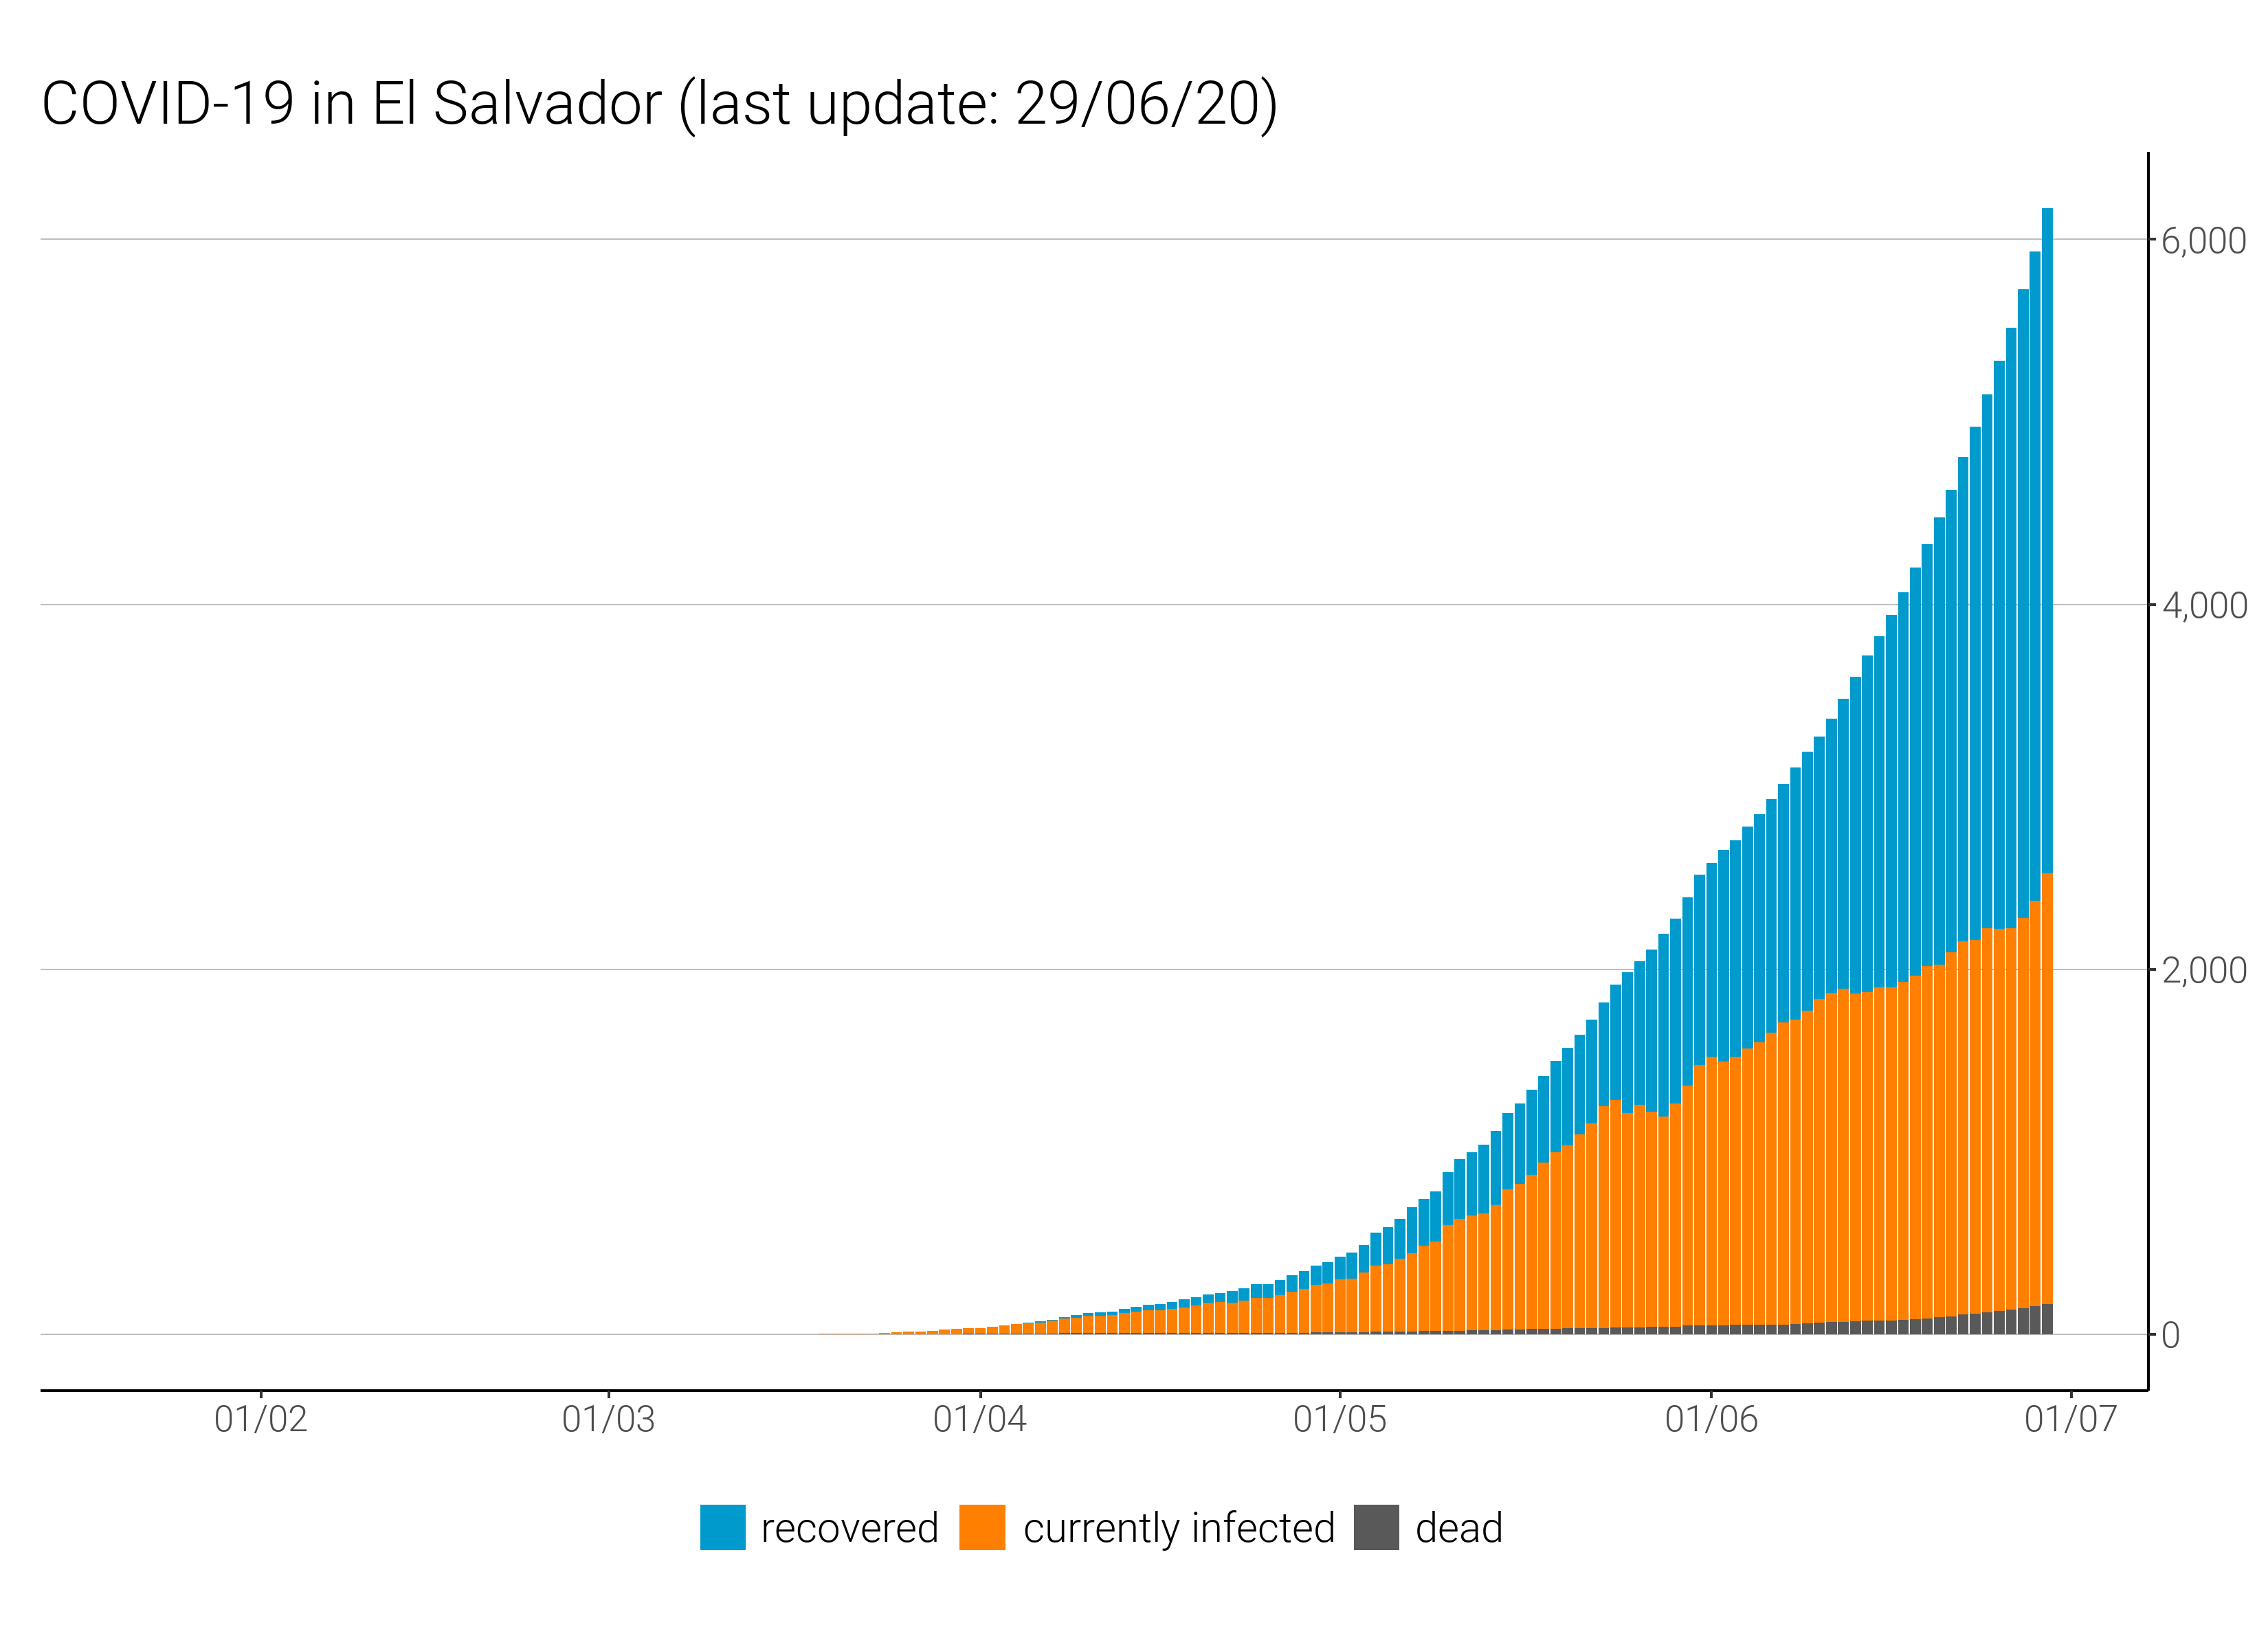 COVID-19 in El Salvador (last update: 29/06/20)
6,000
4,000
2,000
0
01/02 01/03 01/04 01/05 01/06 01/07
recovered currently infected dead